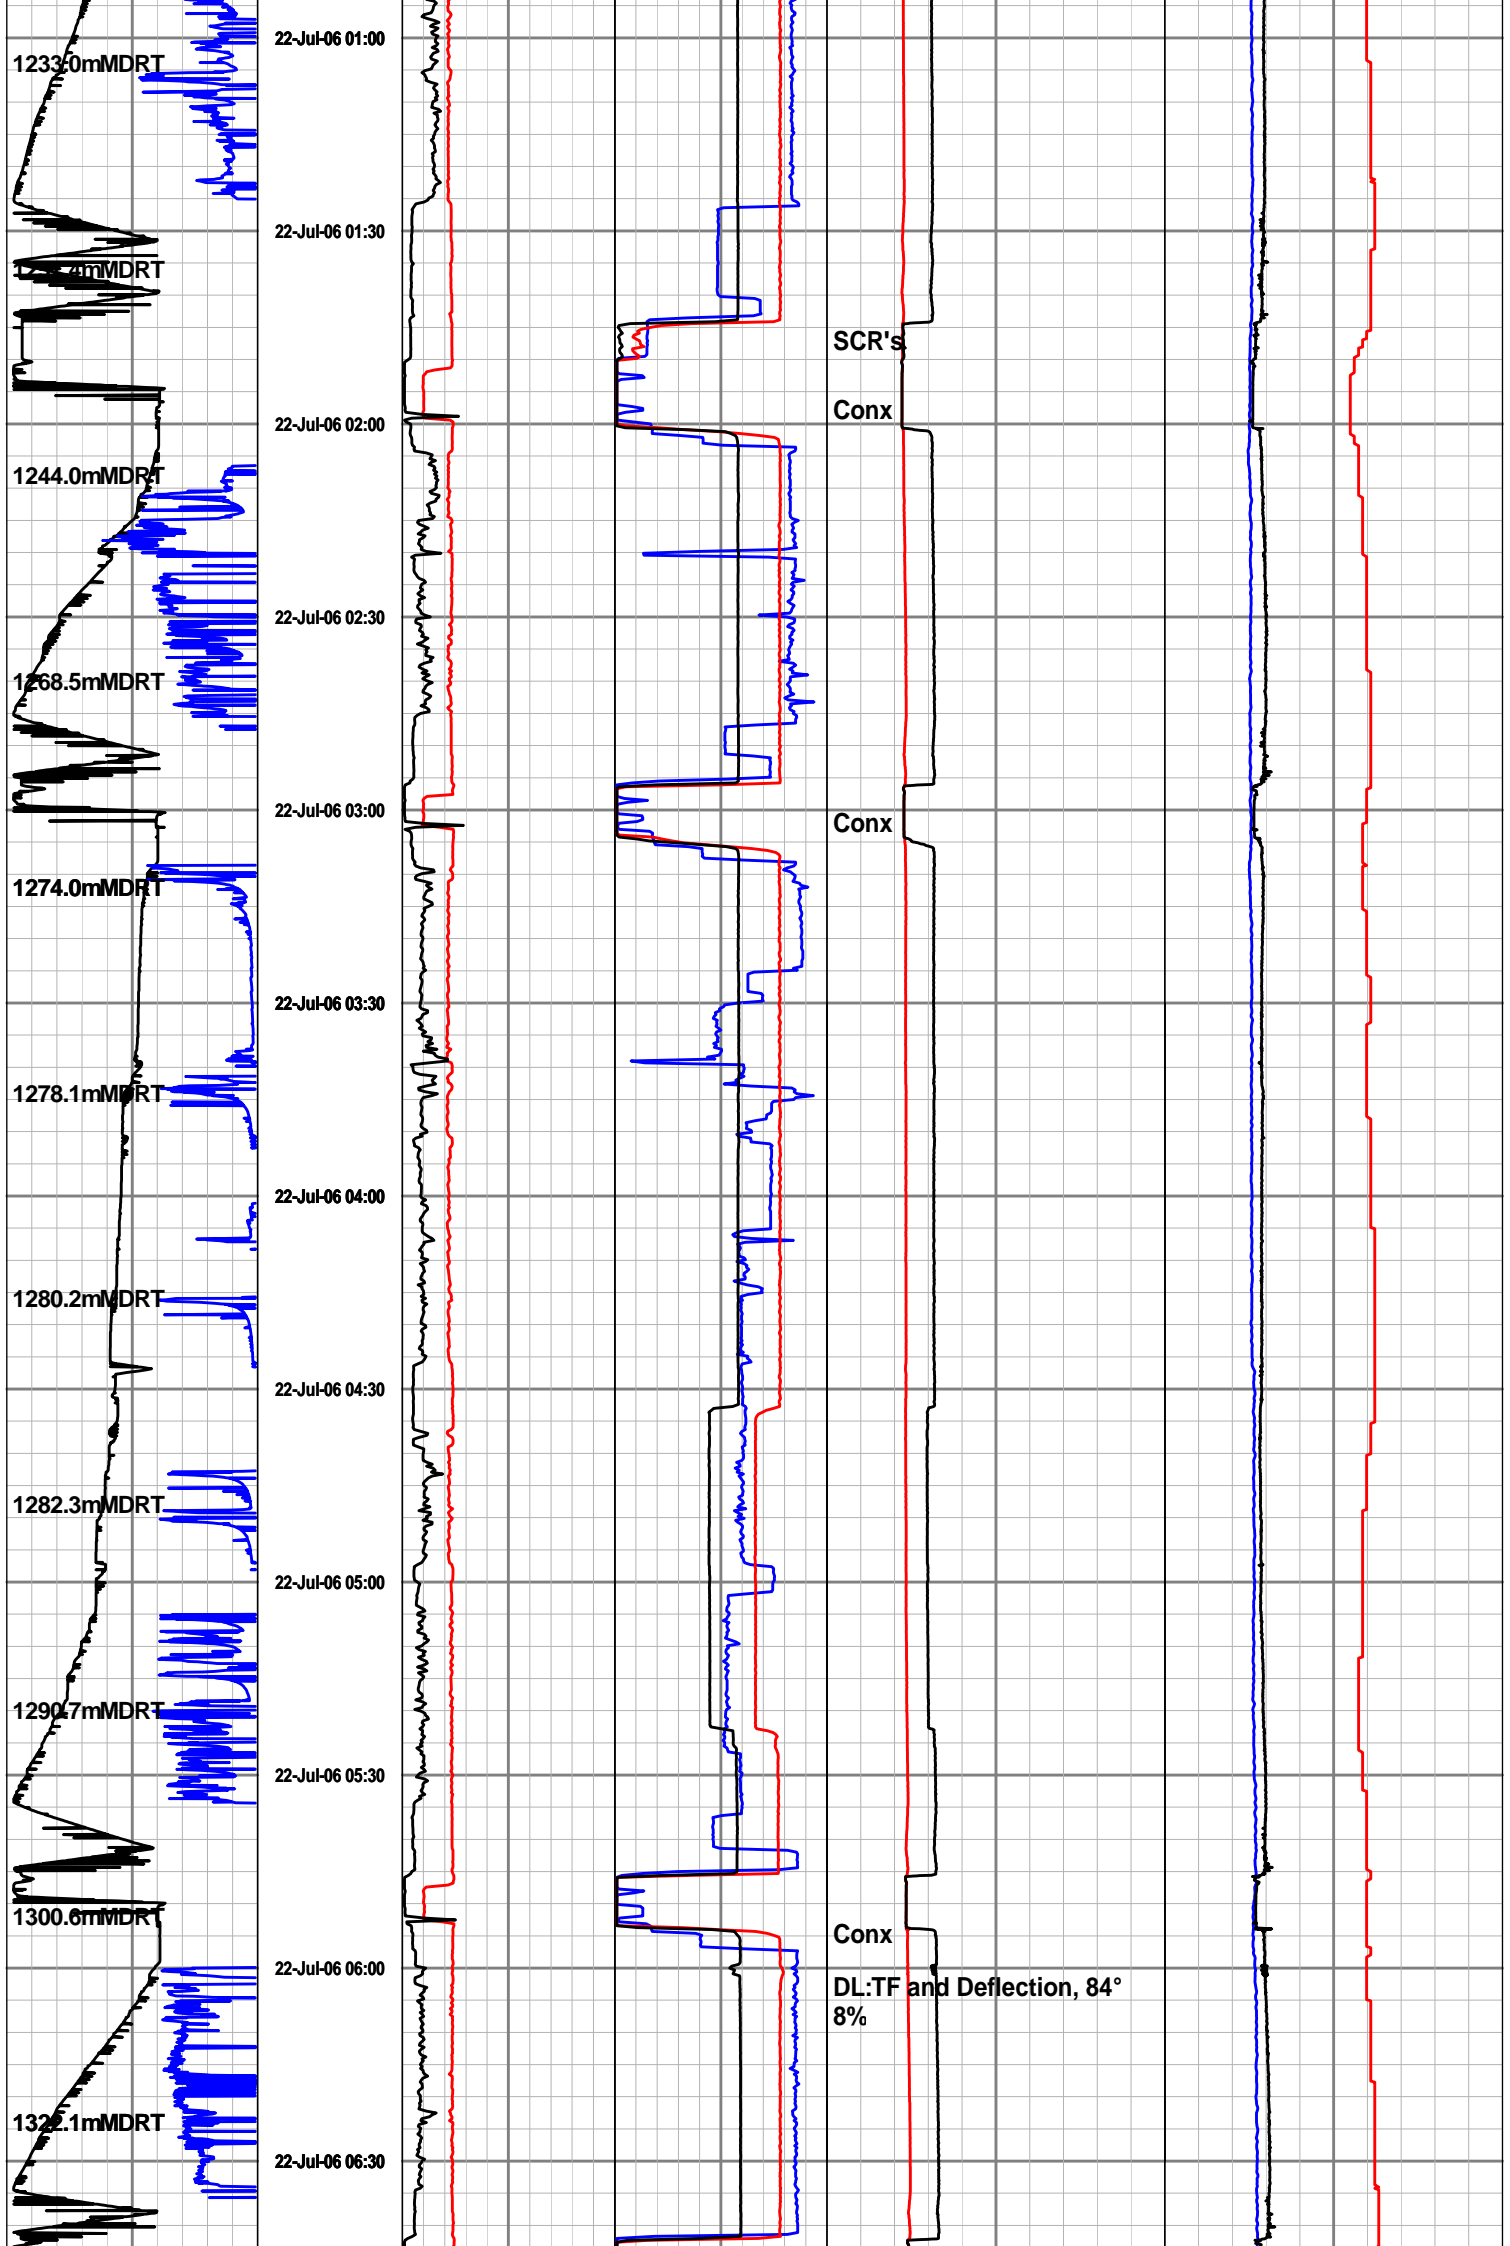 22-Jul-06 01:00
1233.0mMDRT
22-Jul-06 01:30
SCR's
Conx
22-Jul-06 02:00
1244.0mMDRT
22-Jul-06 02:30
1268.5mMDRT
22-Jul-06 03:00
Conx
1274.0mMDRT
22-Jul-06 03:30
1278.1mMDRT
22-Jul-06 04:00
1280.2mMDRT
22-Jul-06 04:30
1282.3mMDRT
22-Jul-06 05:00
1290.7mMDRT
22-Jul-06 05:30
1300.6mMDRT
Conx
22-Jul-06 06:00
DL:TF and Deflection, 84°
8%
1322.1mMDRT
22-Jul-06 06:30